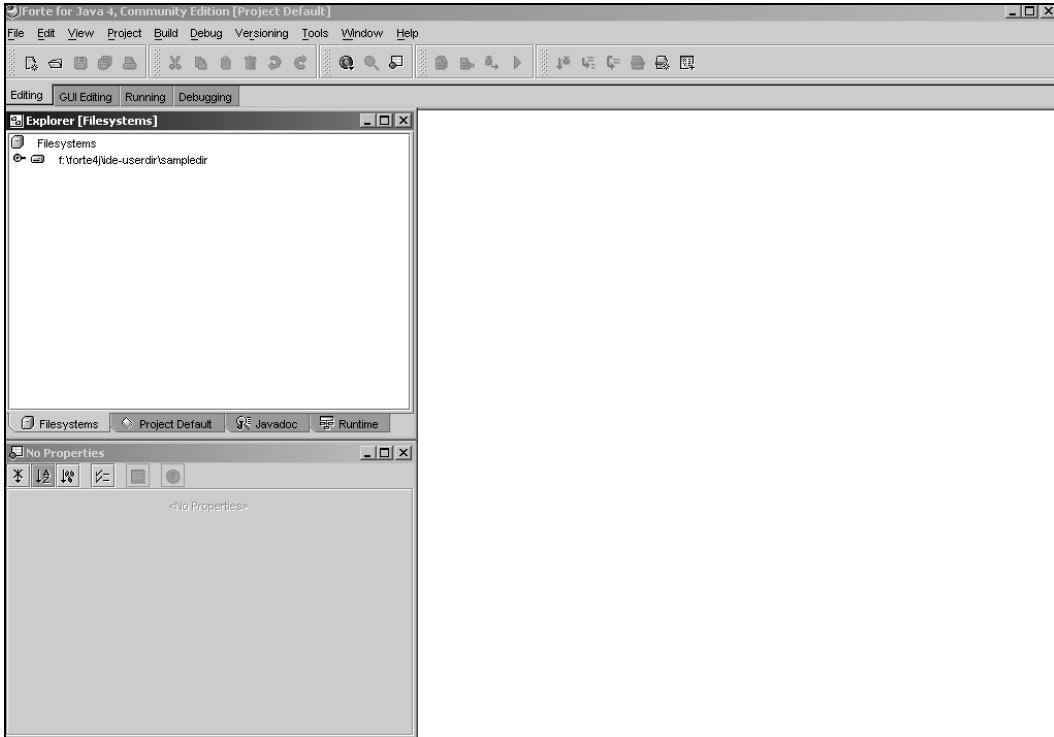 Forte for Java 4, Community Edition [Project Default]
File Edit View Project Build Debug Versioning Tools Window Help
Editing GUI Editing Running Debugging
Explorer [Filesystems]
Filesystems
f:\forte4j\ide-userdir\sampledir
Filesystems Project Default Javadoc Runtime
No Properties
<No Properties>